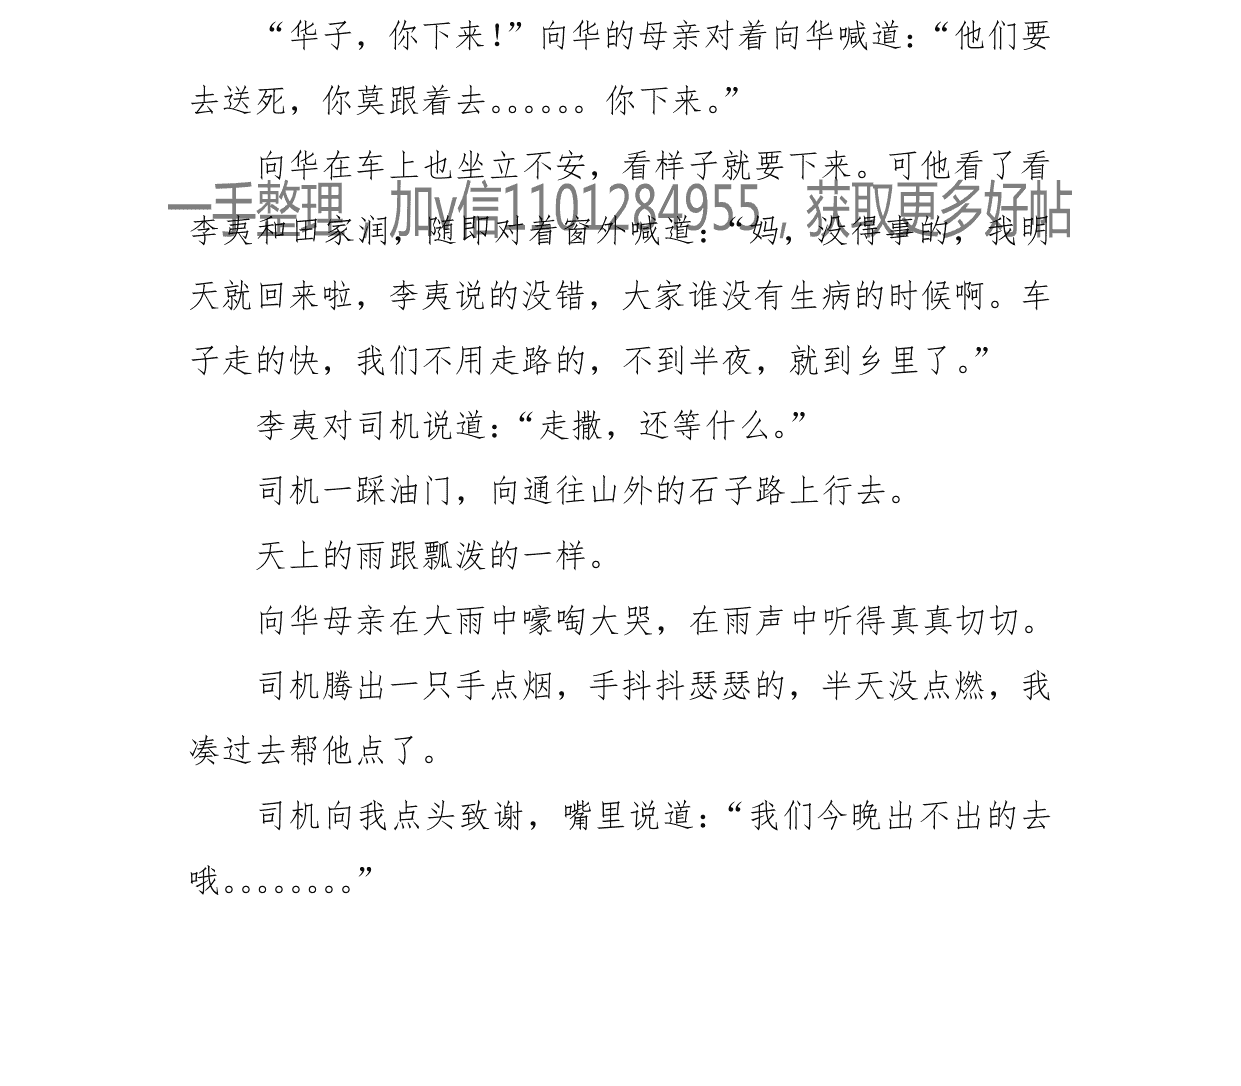 “华子，你下来！”向华的母亲对着向华喊道：“他们要
去送死，你莫跟着去。。。。。。你下来。”
向华在车上也坐立不安，看样子就要下来。可他看了看
一手整理，加v信1101284955，获取更多好帖
李夷和田家润，随即对着窗外喊道：“妈，没得事的，我明
天就回来啦，李夷说的没错，大家谁没有生病的时候啊。车
子走的快，我们不用走路的，不到半夜，就到乡里了。”
李夷对司机说道：“走撒，还等什么。”
司机一踩油门，向通往山外的石子路上行去。
天上的雨跟瓢泼的一样。
向华母亲在大雨中嚎啕大哭，在雨声中听得真真切切。
司机腾出一只手点烟，手抖抖瑟瑟的，半天没点燃，我
凑过去帮他点了。
司机向我点头致谢，嘴里说道：“我们今晚出不出的去
哦。。。。。。。。”